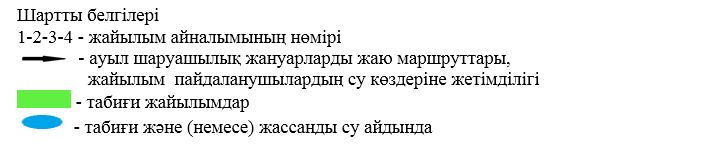 Шартты белгілері
1-2-3-4 - жайылым айналымының нөмірі
- ауыл шаруашылық жануарларды жаю маршруттары,
жайылым пайдаланушылардың су көздеріне жетімділігі
- табиғи жайылымдар
- табиғи және (немесе) жассанды су айдында